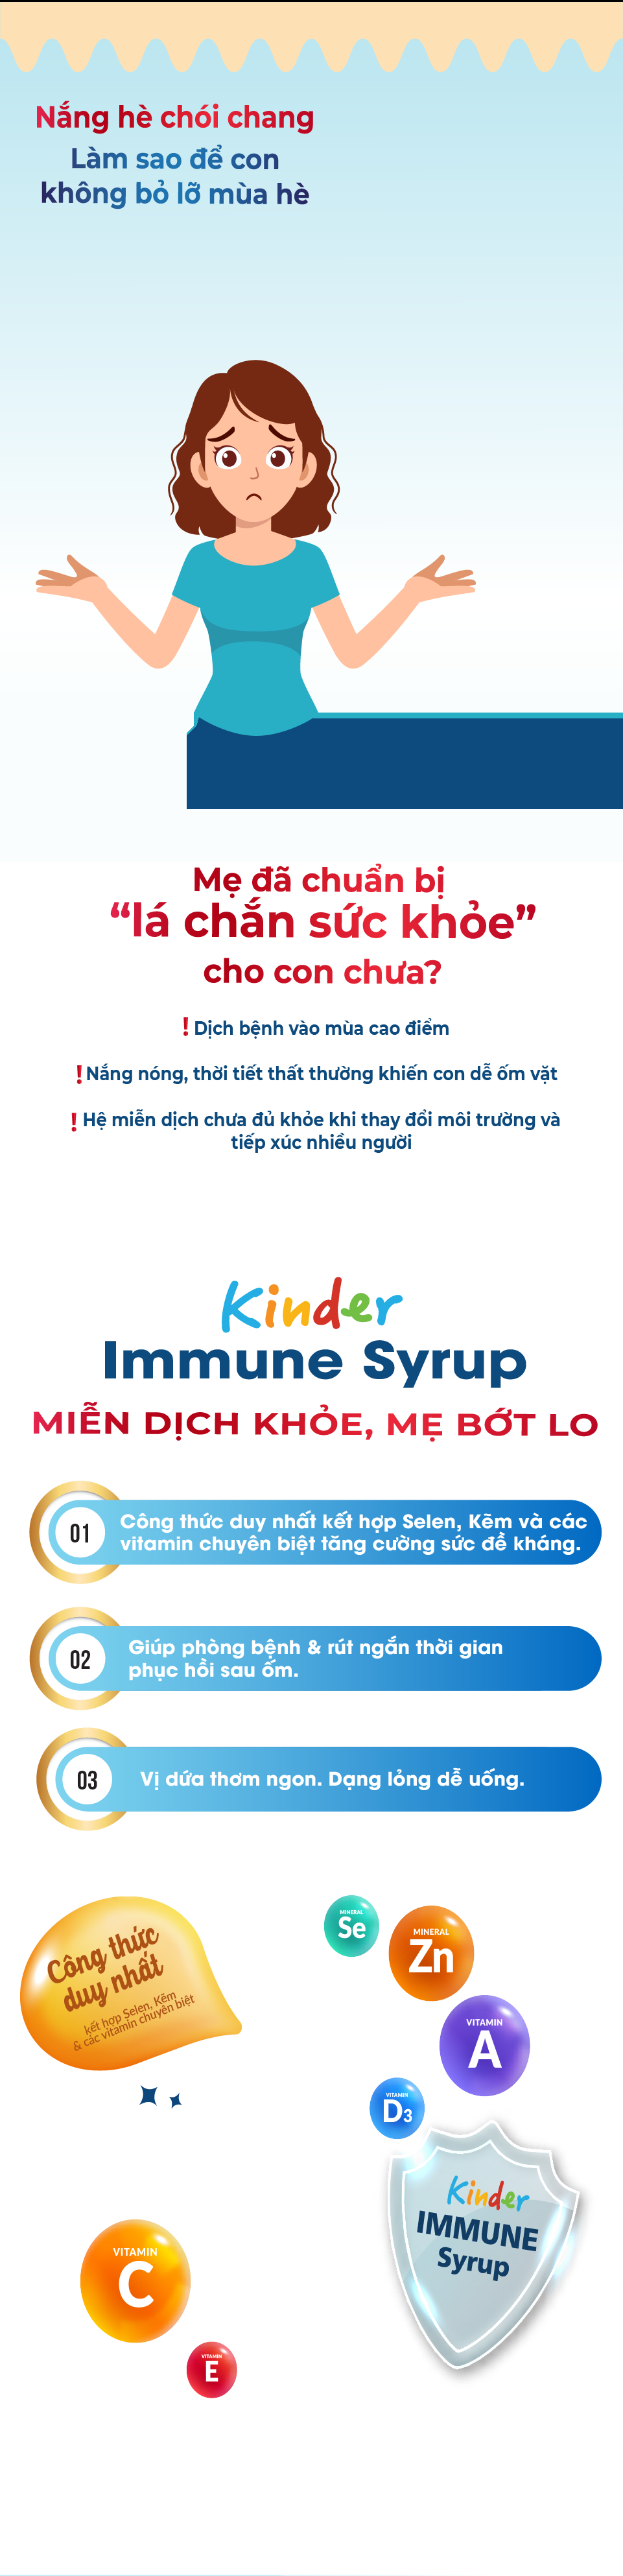 Nắng hè chói chang
Làm sao để con
không bỏ lỡ mùa hè
Mẹ đã chuẩn bị
“lá chắn sức khỏe”
cho con chưa?
! Dịch bệnh vào mùa cao điểm
! Nắng nóng, thời tiết thất thường khiến con dễ ốm vặt
! Hệ miễn dịch chưa đủ khỏe khi thay đổi môi trường và
tiếp xúc nhiều người
Kinder
Immune Syrup
MIỄN DỊCH KHỎE, MẸ BỚT LO
01
Công thức duy nhất kết hợp Selen, Kẽm và các
vitamin chuyên biệt tăng cường sức đề kháng.
02
Giúp phòng bệnh & rút ngắn thời gian
phục hồi sau ốm.
03
Vị dứa thơm ngon. Dạng lỏng dễ uống.
Công thức
duy nhất
kết hợp Selen, Kẽm
& các vitamin chuyên biệt
MINERAL
Se
MINERAL
Zn
VITAMIN
A
VITAMIN
D3
Kinder
IMMUNE
Syrup
VITAMIN
C
VITAMIN
E